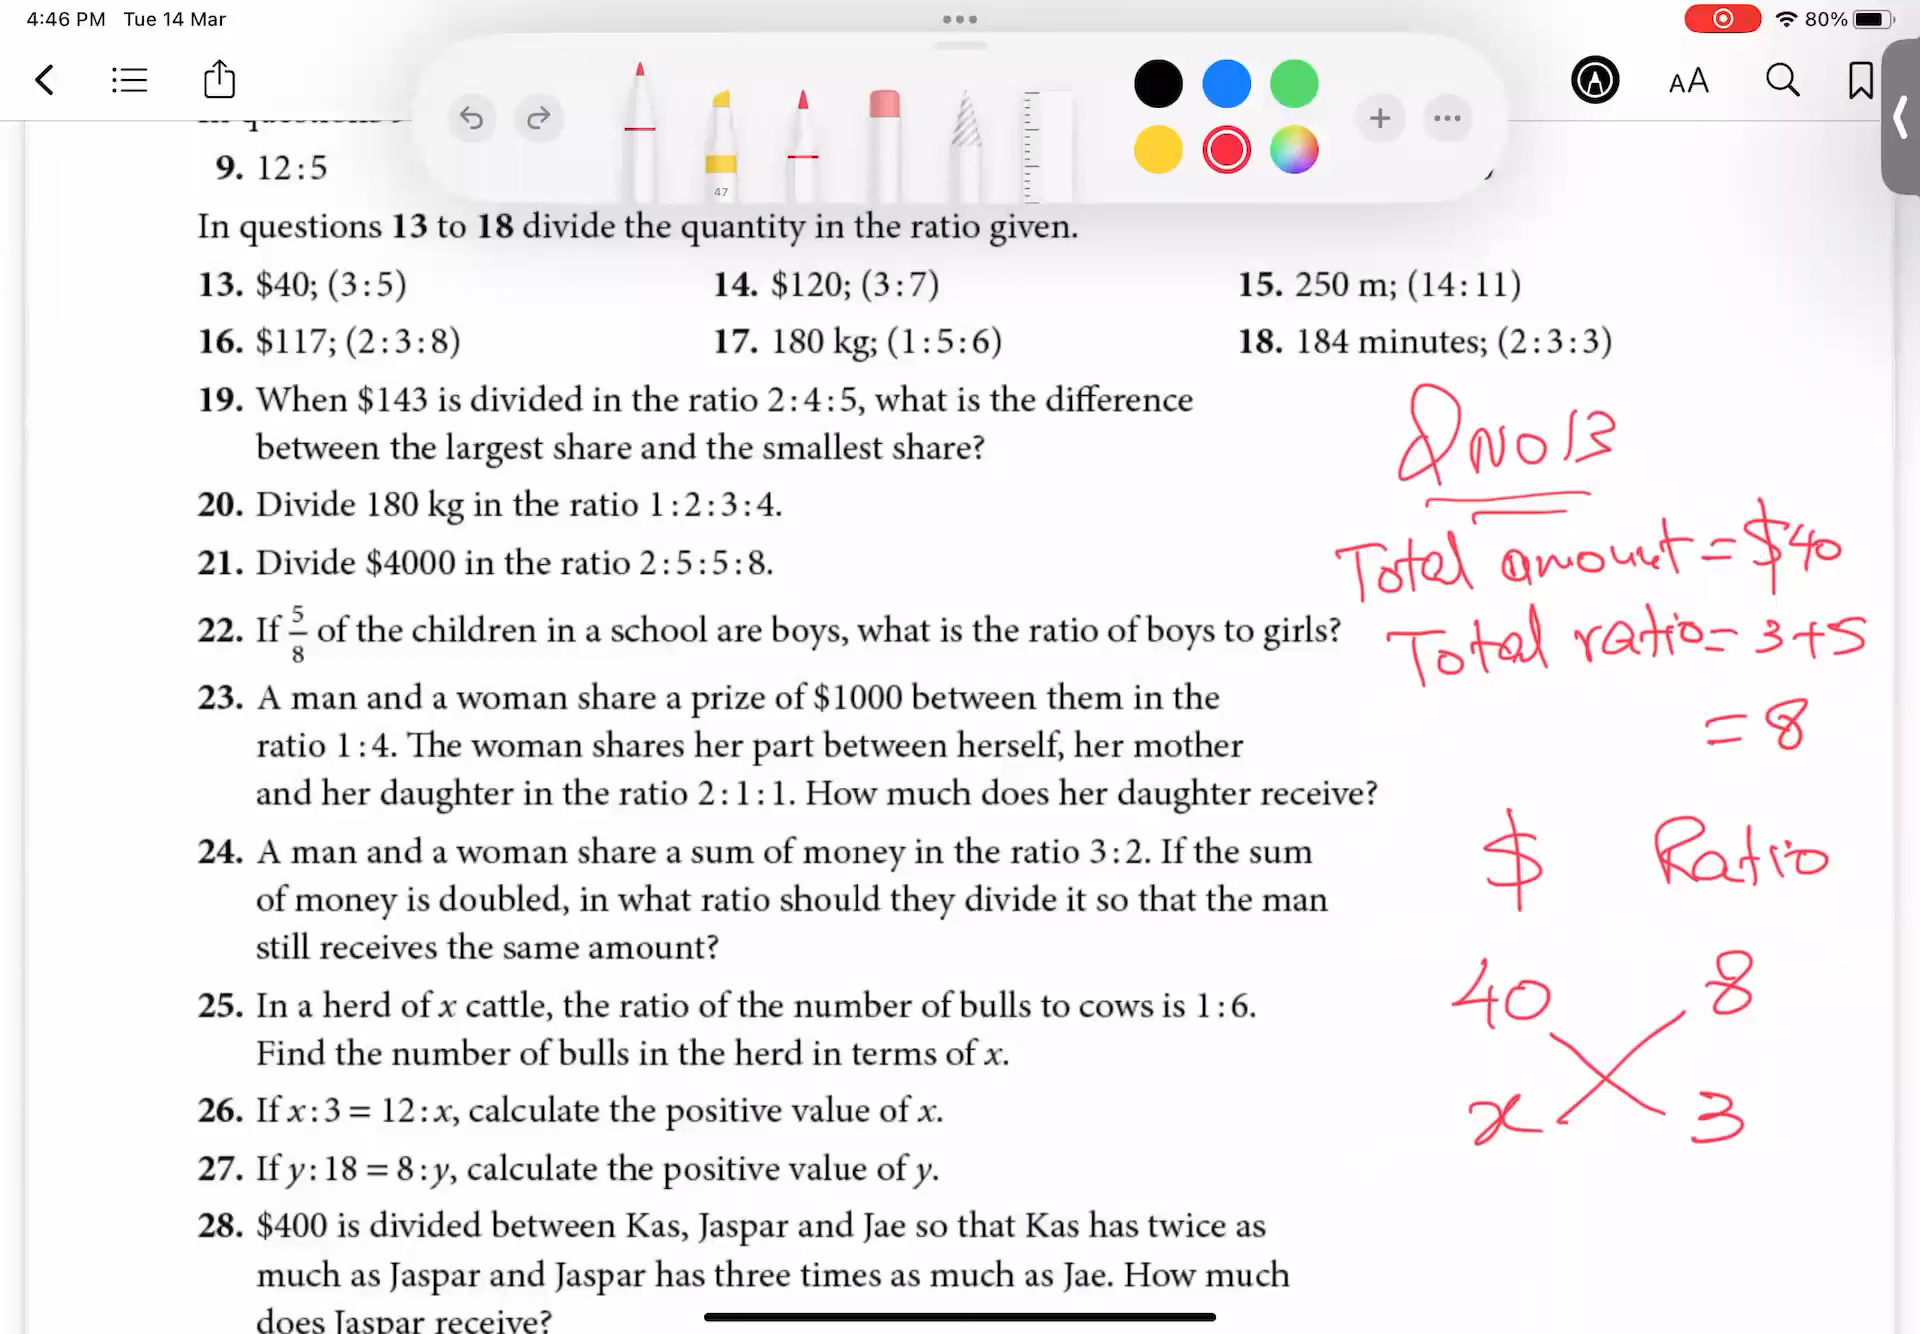 4:46 PM Tue 14 Mar
80%
47
9. 12:5
In questions 13 to 18 divide the quantity in the ratio given.
13. $40; (3:5) 14. $120; (3:7) 15. 250 m; (14:11)
16. $117; (2:3:8) 17. 180 kg; (1:5:6) 18. 184 minutes; (2:3:3)
19. When $143 is divided in the ratio 2:4:5, what is the difference
between the largest share and the smallest share?
20. Divide 180 kg in the ratio 1:2:3:4.
21. Divide $4000 in the ratio 2:5:5:8.
22. If 5/8 of the children in a school are boys, what is the ratio of boys to girls?
23. A man and a woman share a prize of $1000 between them in the
ratio 1:4. The woman shares her part between herself, her mother
and her daughter in the ratio 2:1:1. How much does her daughter receive?
24. A man and a woman share a sum of money in the ratio 3:2. If the sum
of money is doubled, in what ratio should they divide it so that the man
still receives the same amount?
25. In a herd of x cattle, the ratio of the number of bulls to cows is 1:6.
Find the number of bulls in the herd in terms of x.
26. If x:3 = 12:x, calculate the positive value of x.
27. If y:18 = 8:y, calculate the positive value of y.
28. $400 is divided between Kas, Jaspar and Jae so that Kas has twice as
much as Jaspar and Jaspar has three times as much as Jae. How much
does Jaspar receive?
Q NO 13
Total amount = $40
Total ratio = 3+5
= 8
$ Ratio
40 8
x 3